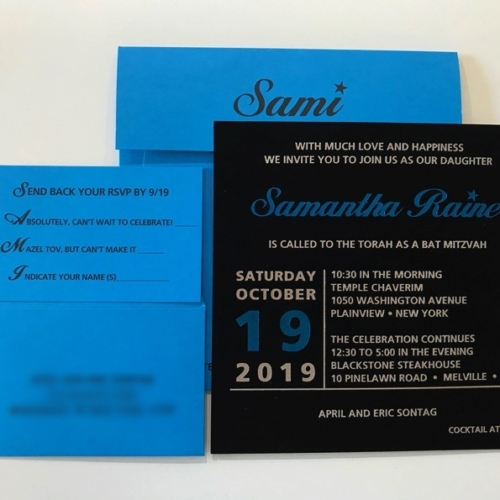 Sami
SEND BACK YOUR RSVP BY 9/19
ABSOLUTELY, CAN'T WAIT TO CELEBRATE!
MAZEL TOV, BUT CAN'T MAKE IT
INDICATE YOUR NAME (S)
WITH MUCH LOVE AND HAPPINESS
WE INVITE YOU TO JOIN US AS OUR DAUGHTER
Samantha Raine
IS CALLED TO THE TORAH AS A BAT MITZVAH
SATURDAY
OCTOBER
19
2019
10:30 IN THE MORNING
TEMPLE CHAVERIM
1050 WASHINGTON AVENUE
PLAINVIEW • NEW YORK
THE CELEBRATION CONTINUES
12:30 TO 5:00 IN THE EVENING
BLACKSTONE STEAKHOUSE
10 PINELAWN ROAD • MELVILLE •
APRIL AND ERIC SONTAG
COCKTAIL AT